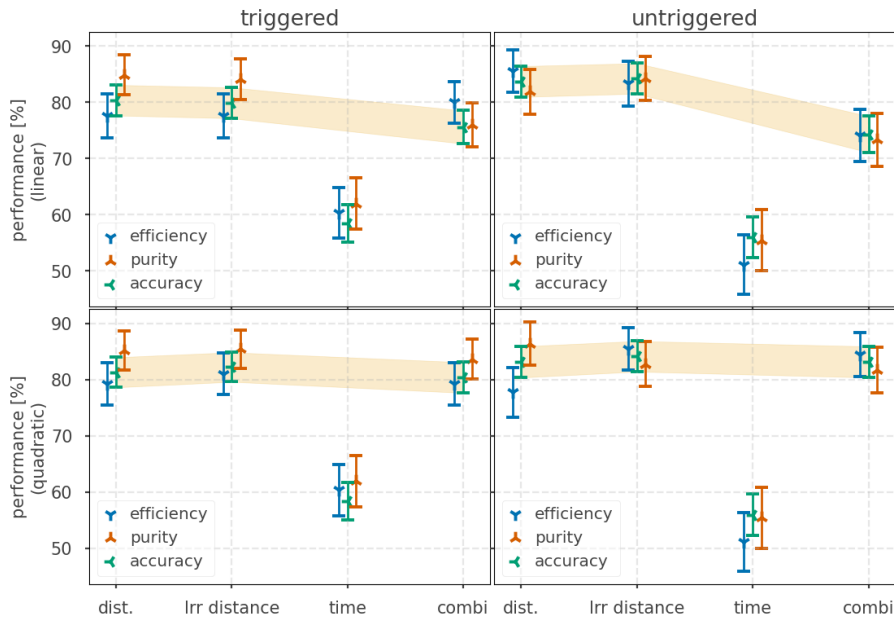 triggered
untriggered
performance [%]
(linear)
90
80
70
60
50
efficiency
purity
accuracy
efficiency
purity
accuracy
performance [%]
(quadratic)
90
80
70
60
50
efficiency
purity
accuracy
efficiency
purity
accuracy
dist.
lrr distance
time
combi
dist.
lrr distance
time
combi